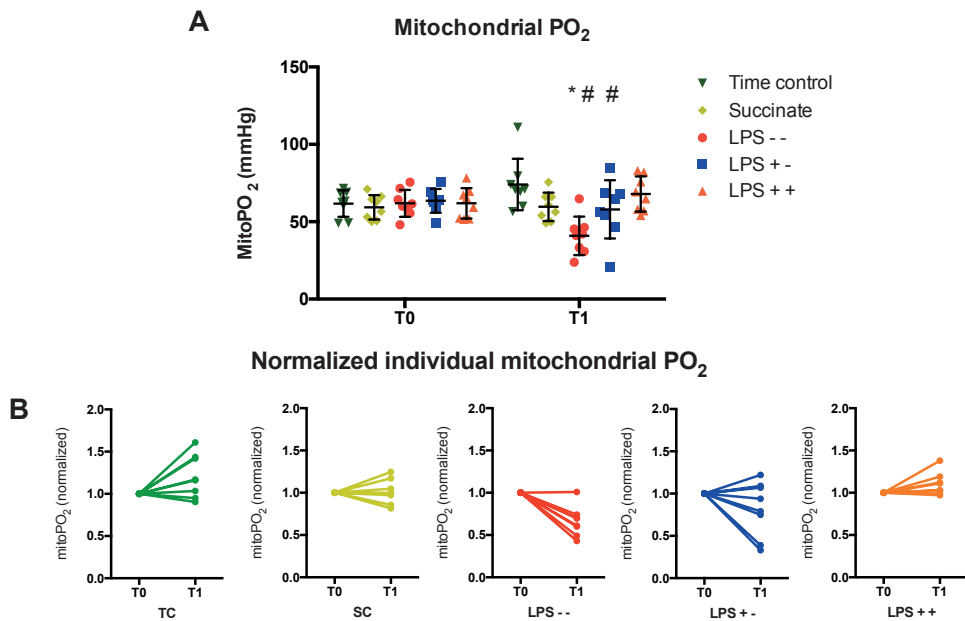 A
Mitochondrial PO₂
MitoPO₂ (mmHg)
150
100
50
0
* # #
T0
T1
Time control
Succinate
LPS - -
LPS + -
LPS + +
Normalized individual mitochondrial PO₂
B
mitoPO₂ (normalized)
2.0
1.5
1.0
0.5
0.0
T0 T1
TC
mitoPO₂ (normalized)
2.0
1.5
1.0
0.5
0.0
T0 T1
SC
mitoPO₂ (normalized)
2.0
1.5
1.0
0.5
0.0
T0 T1
LPS - -
mitoPO₂ (normalized)
2.0
1.5
1.0
0.5
0.0
T0 T1
LPS + -
mitoPO₂ (normalized)
2.0
1.5
1.0
0.5
0.0
T0 T1
LPS + +